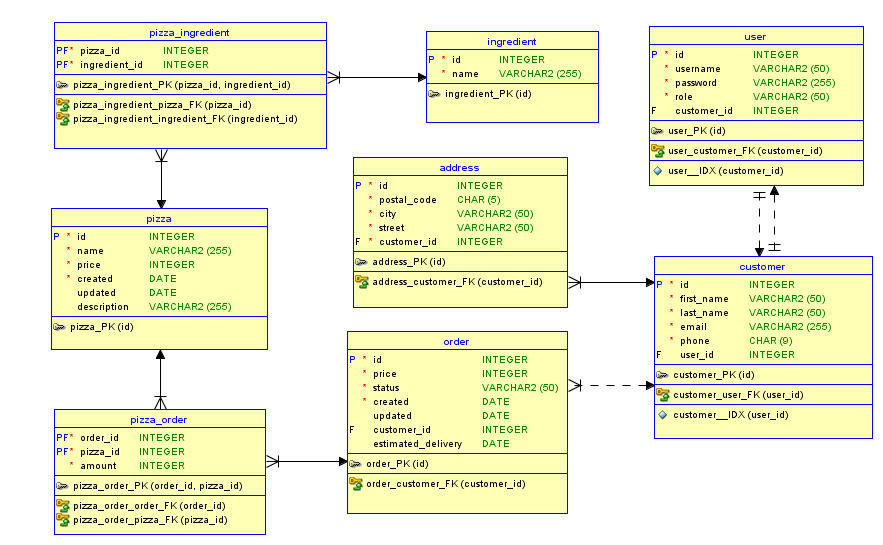 pizza_ingredient
PF* pizza_id INTEGER
PF* ingredient_id INTEGER
pizza_ingredient_PK (pizza_id, ingredient_id)
pizza_ingredient_pizza_FK (pizza_id)
pizza_ingredient_ingredient_FK (ingredient_id)
ingredient
P * id INTEGER
* name VARCHAR2 (255)
ingredient_PK (id)
user
P * id INTEGER
* username VARCHAR2 (50)
* password VARCHAR2 (255)
* role VARCHAR2 (50)
F customer_id INTEGER
user_PK (id)
user_customer_FK (customer_id)
user__IDX (customer_id)
address
P * id INTEGER
* postal_code CHAR (5)
* city VARCHAR2 (50)
* street VARCHAR2 (50)
F * customer_id INTEGER
address_PK (id)
address_customer_FK (customer_id)
pizza
P * id INTEGER
* name VARCHAR2 (255)
* price INTEGER
* created DATE
updated DATE
description VARCHAR2 (255)
pizza_PK (id)
customer
P * id INTEGER
* first_name VARCHAR2 (50)
* last_name VARCHAR2 (50)
* email VARCHAR2 (255)
* phone CHAR (9)
F user_id INTEGER
customer_PK (id)
customer_user_FK (user_id)
customer__IDX (user_id)
order
P * id INTEGER
* price INTEGER
* status VARCHAR2 (50)
* created DATE
updated DATE
F customer_id INTEGER
estimated_delivery DATE
order_PK (id)
order_customer_FK (customer_id)
pizza_order
PF* order_id INTEGER
PF* pizza_id INTEGER
* amount INTEGER
pizza_order_PK (order_id, pizza_id)
pizza_order_order_FK (order_id)
pizza_order_pizza_FK (pizza_id)